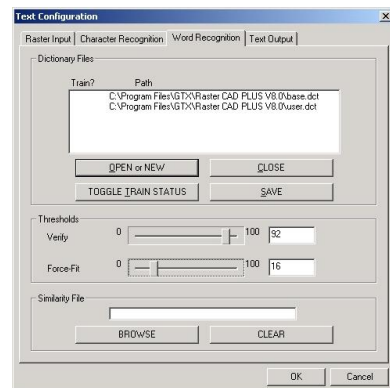 Text Configuration
Raster Input Character Recognition Word Recognition Text Output
Dictionary Files
Train? Path
C:\Program Files\GTX\Raster CAD PLUS V8.0\base.dct
C:\Program Files\GTX\Raster CAD PLUS V8.0\user.dct
OPEN or NEW CLOSE
TOGGLE TRAIN STATUS SAVE
Thresholds
Verify 0 100 92
Force-Fit 0 100 16
Similarity File
BROWSE CLEAR
OK Cancel